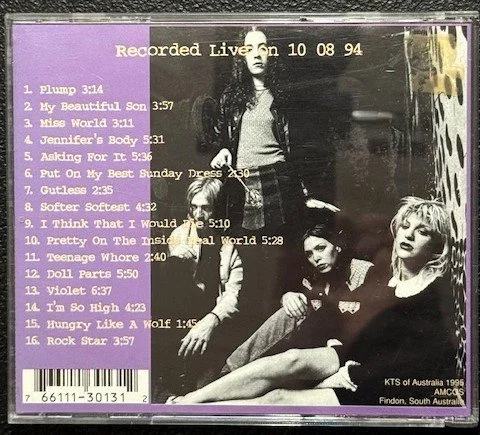 Recorded Live on 10 08 94
1. Plump 3:14
2. My Beautiful Son 3:57
3. Miss World 3:11
4. Jennifer's Body 5:31
5. Asking For It 5:36
6. Put On My Best Sunday Dress 2:30
7. Gutless 2:35
8. Softer Softest 4:32
9. I Think That I Would Die 5:10
10. Pretty On The Inside/Real World 5:28
11. Teenage Whore 2:40
12. Doll Parts 5:50
13. Violet 6:37
14. I'm So High 4:23
15. Hungry Like A Wolf 1:45
16. Rock Star 3:57
7 66111-30131 2
KTS of Australia 1995
AMCOS
Findon, South Australia